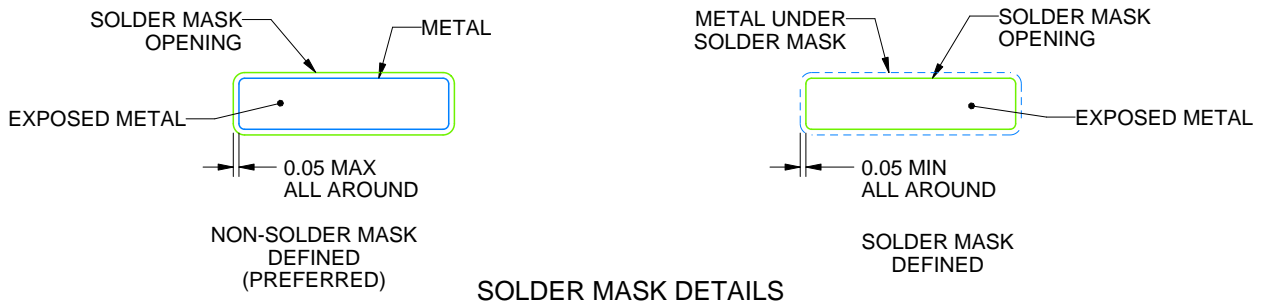 SOLDER MASK
OPENING
METAL
EXPOSED METAL
0.05 MAX
ALL AROUND
NON-SOLDER MASK
DEFINED
(PREFERRED)
METAL UNDER
SOLDER MASK
SOLDER MASK
OPENING
EXPOSED METAL
0.05 MIN
ALL AROUND
SOLDER MASK
DEFINED
SOLDER MASK DETAILS